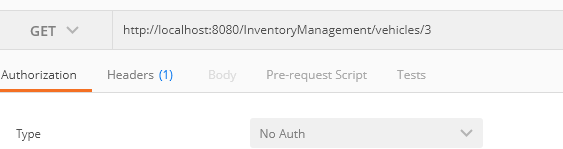 GET http://localhost:8080/InventoryManagement/vehicles/3
Authorization Headers (1) Body Pre-request Script Tests
Type No Auth